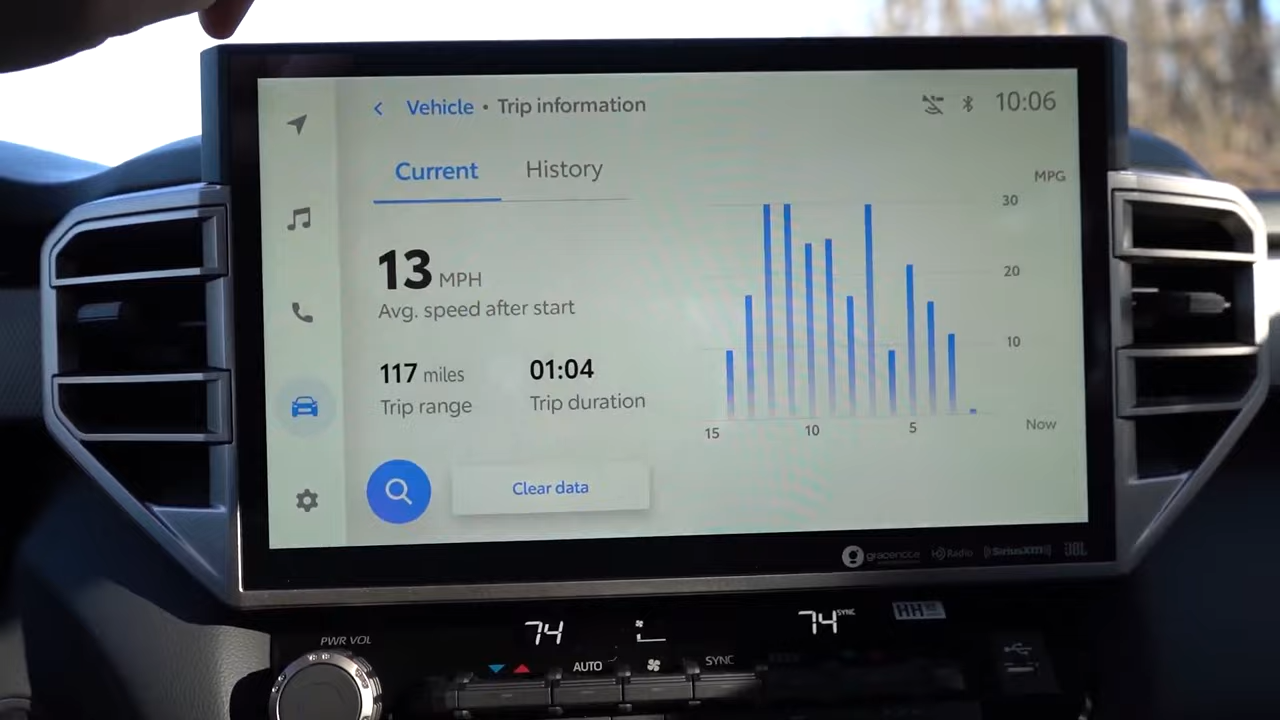 Vehicle • Trip information
10:06
Current
History
MPG
30
20
10
13 MPH
Avg. speed after start
117 miles
Trip range
01:04
Trip duration
15
10
5
Now
Clear data
gracenote
HD Radio
SiriusXM
JBL
PWR VOL
74
74 SYNC
AUTO
SYNC